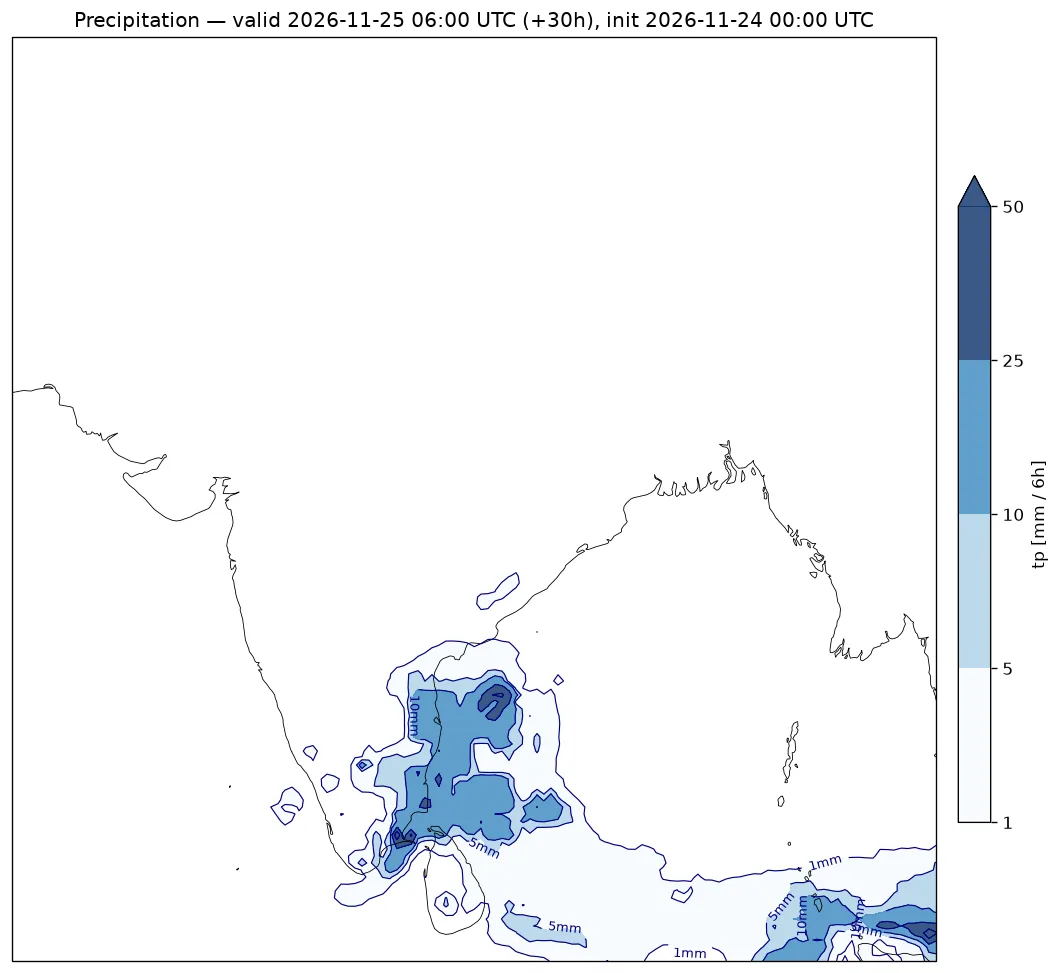 Precipitation — valid 2026-11-25 06:00 UTC (+30h), init 2026-11-24 00:00 UTC
50
25
10
5
1
tp [mm / 6h]
10mm
5mm
1mm
5mm
10mm
5mm
1mm